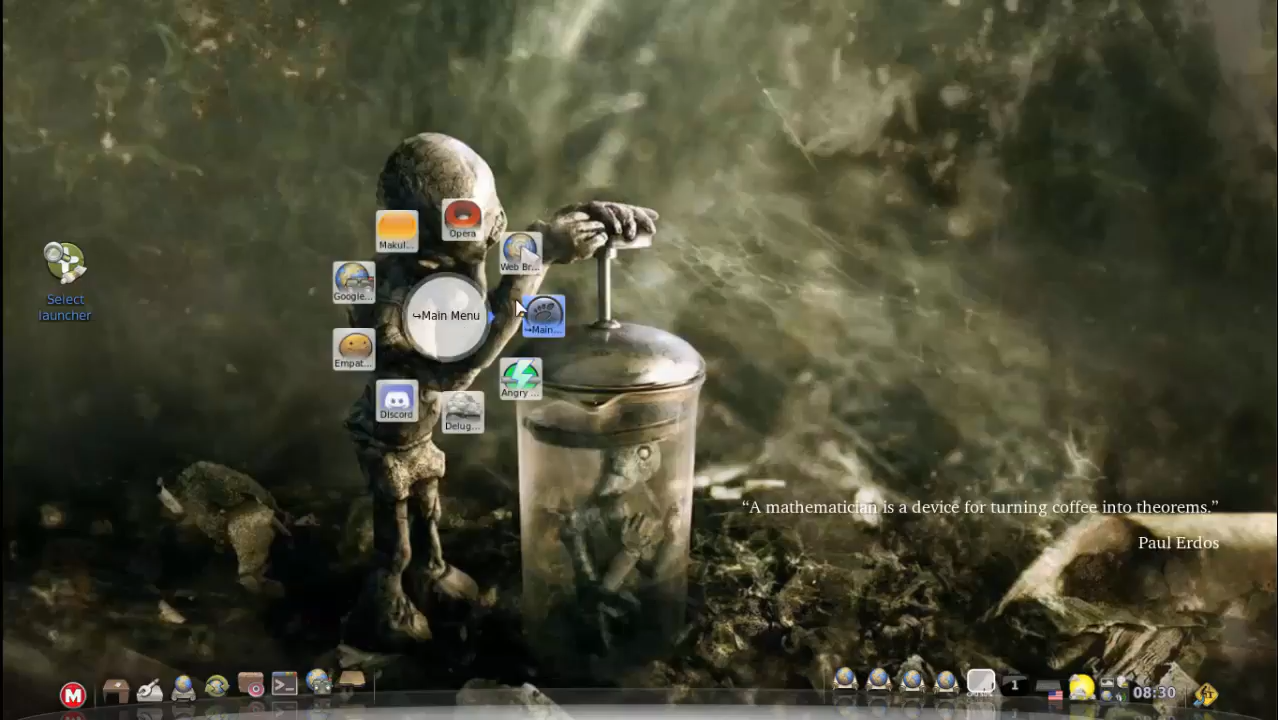 Makul...
Opera
Web Br...
Google...
↪Main Menu
↪Main...
Empat...
Angry ...
Discord
Delug...
Select
launcher
“A mathematician is a device for turning coffee into theorems.”
Paul Erdos
M
1
08:30